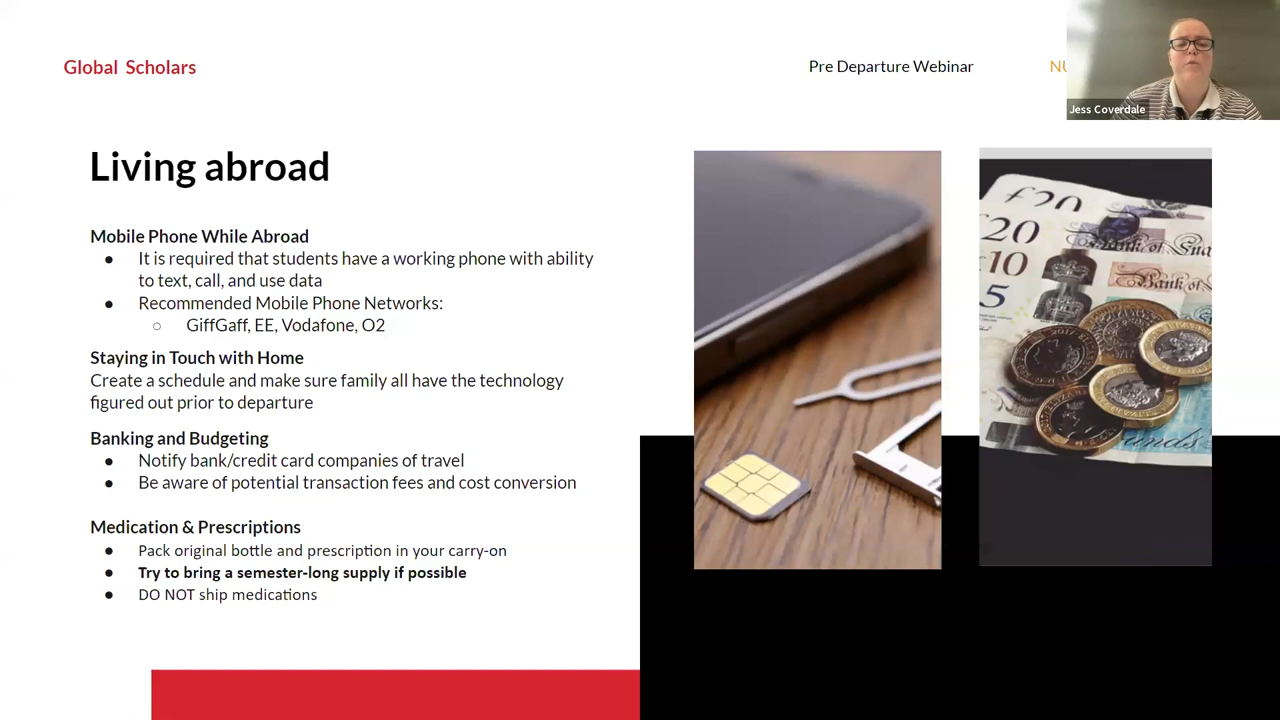 Global Scholars
Pre Departure Webinar
NU
Jess Coverdale
Living abroad
Mobile Phone While Abroad
● It is required that students have a working phone with ability
to text, call, and use data
● Recommended Mobile Phone Networks:
○ GiffGaff, EE, Vodafone, O2
Staying in Touch with Home
Create a schedule and make sure family all have the technology
figured out prior to departure
Banking and Budgeting
● Notify bank/credit card companies of travel
● Be aware of potential transaction fees and cost conversion
Medication & Prescriptions
● Pack original bottle and prescription in your carry-on
● Try to bring a semester-long supply if possible
● DO NOT ship medications
£20
£20
£10
5
Bank of
Bank of